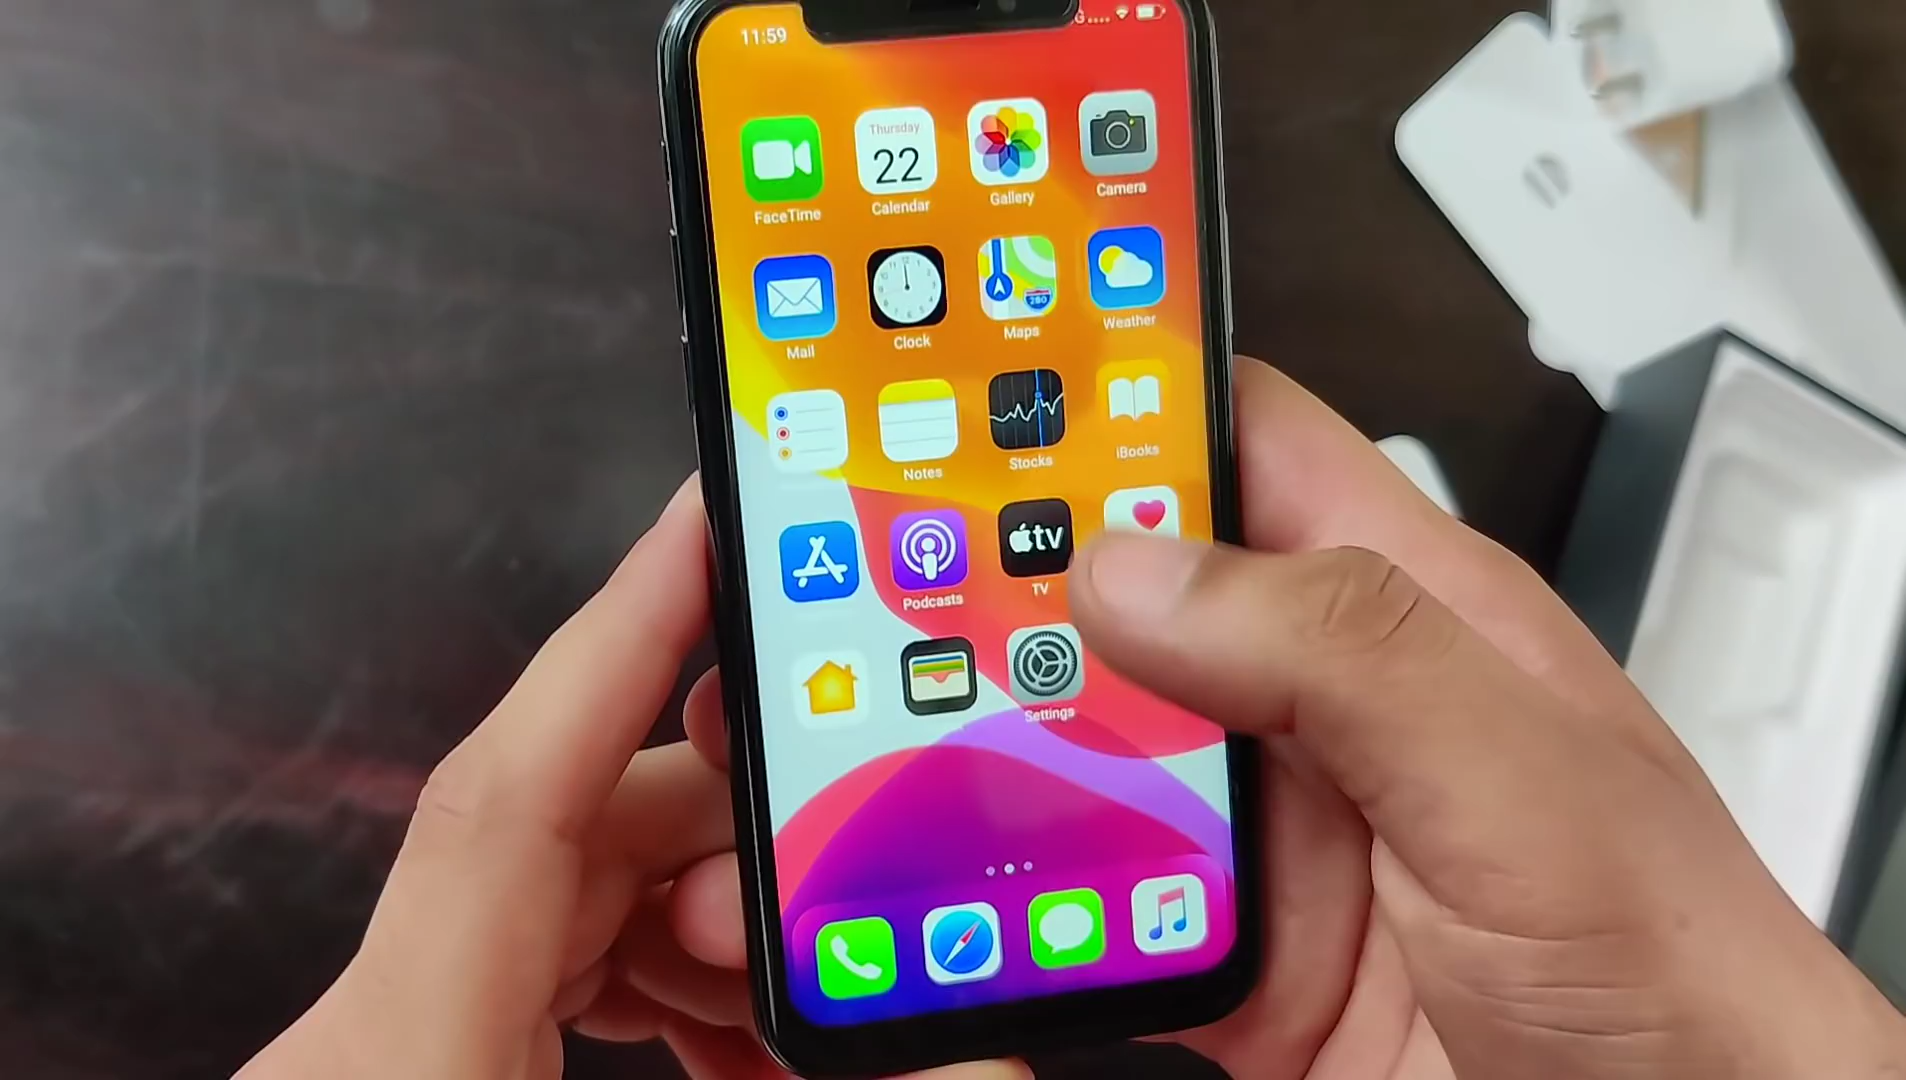 11:59
Thursday
22
FaceTime
Calendar
Gallery
Camera
280
Mail
Clock
Maps
Weather
Notes
Stocks
iBooks
tv
Podcasts
TV
Settings